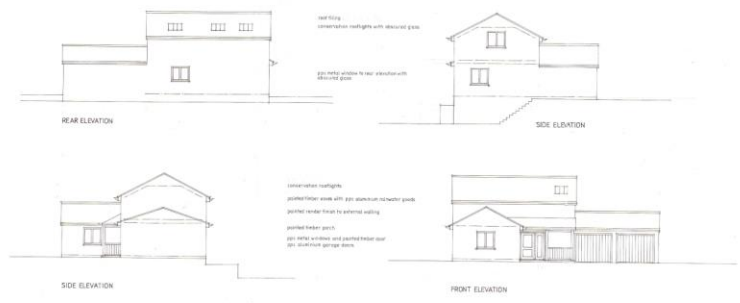 roof tiling
conservation rooflights with obscured glass
ppc metal window to rear elevation with
obscured glass
REAR ELEVATION
SIDE ELEVATION
conservation rooflights
painted timber eaves with ppc aluminium rainwater goods
painted render finish to external walling
painted timber porch
ppc metal windows and painted timber door
ppc aluminium garage doors
SIDE ELEVATION
FRONT ELEVATION